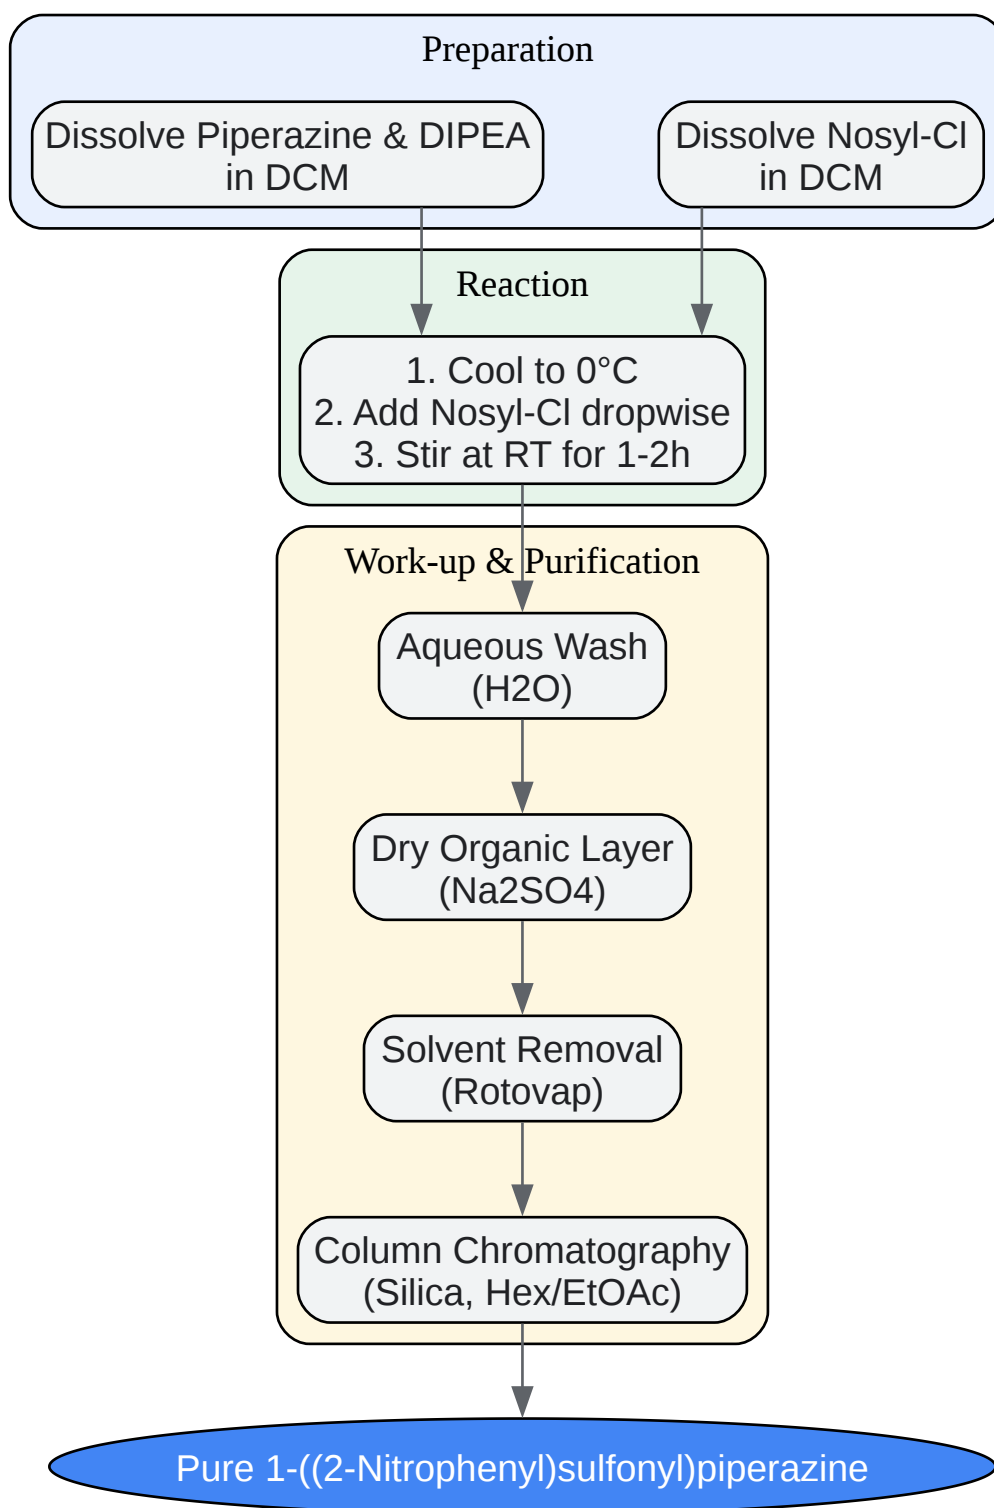 Preparation
Dissolve Piperazine & DIPEA
in DCM
Dissolve Nosyl-Cl
in DCM
Reaction
1. Cool to 0°C
2. Add Nosyl-Cl dropwise
3. Stir at RT for 1-2h
Work-up & Purification
Aqueous Wash
(H2O)
Dry Organic Layer
(Na2SO4)
Solvent Removal
(Rotovap)
Column Chromatography
(Silica, Hex/EtOAc)
Pure 1-((2-Nitrophenyl)sulfonyl)piperazine